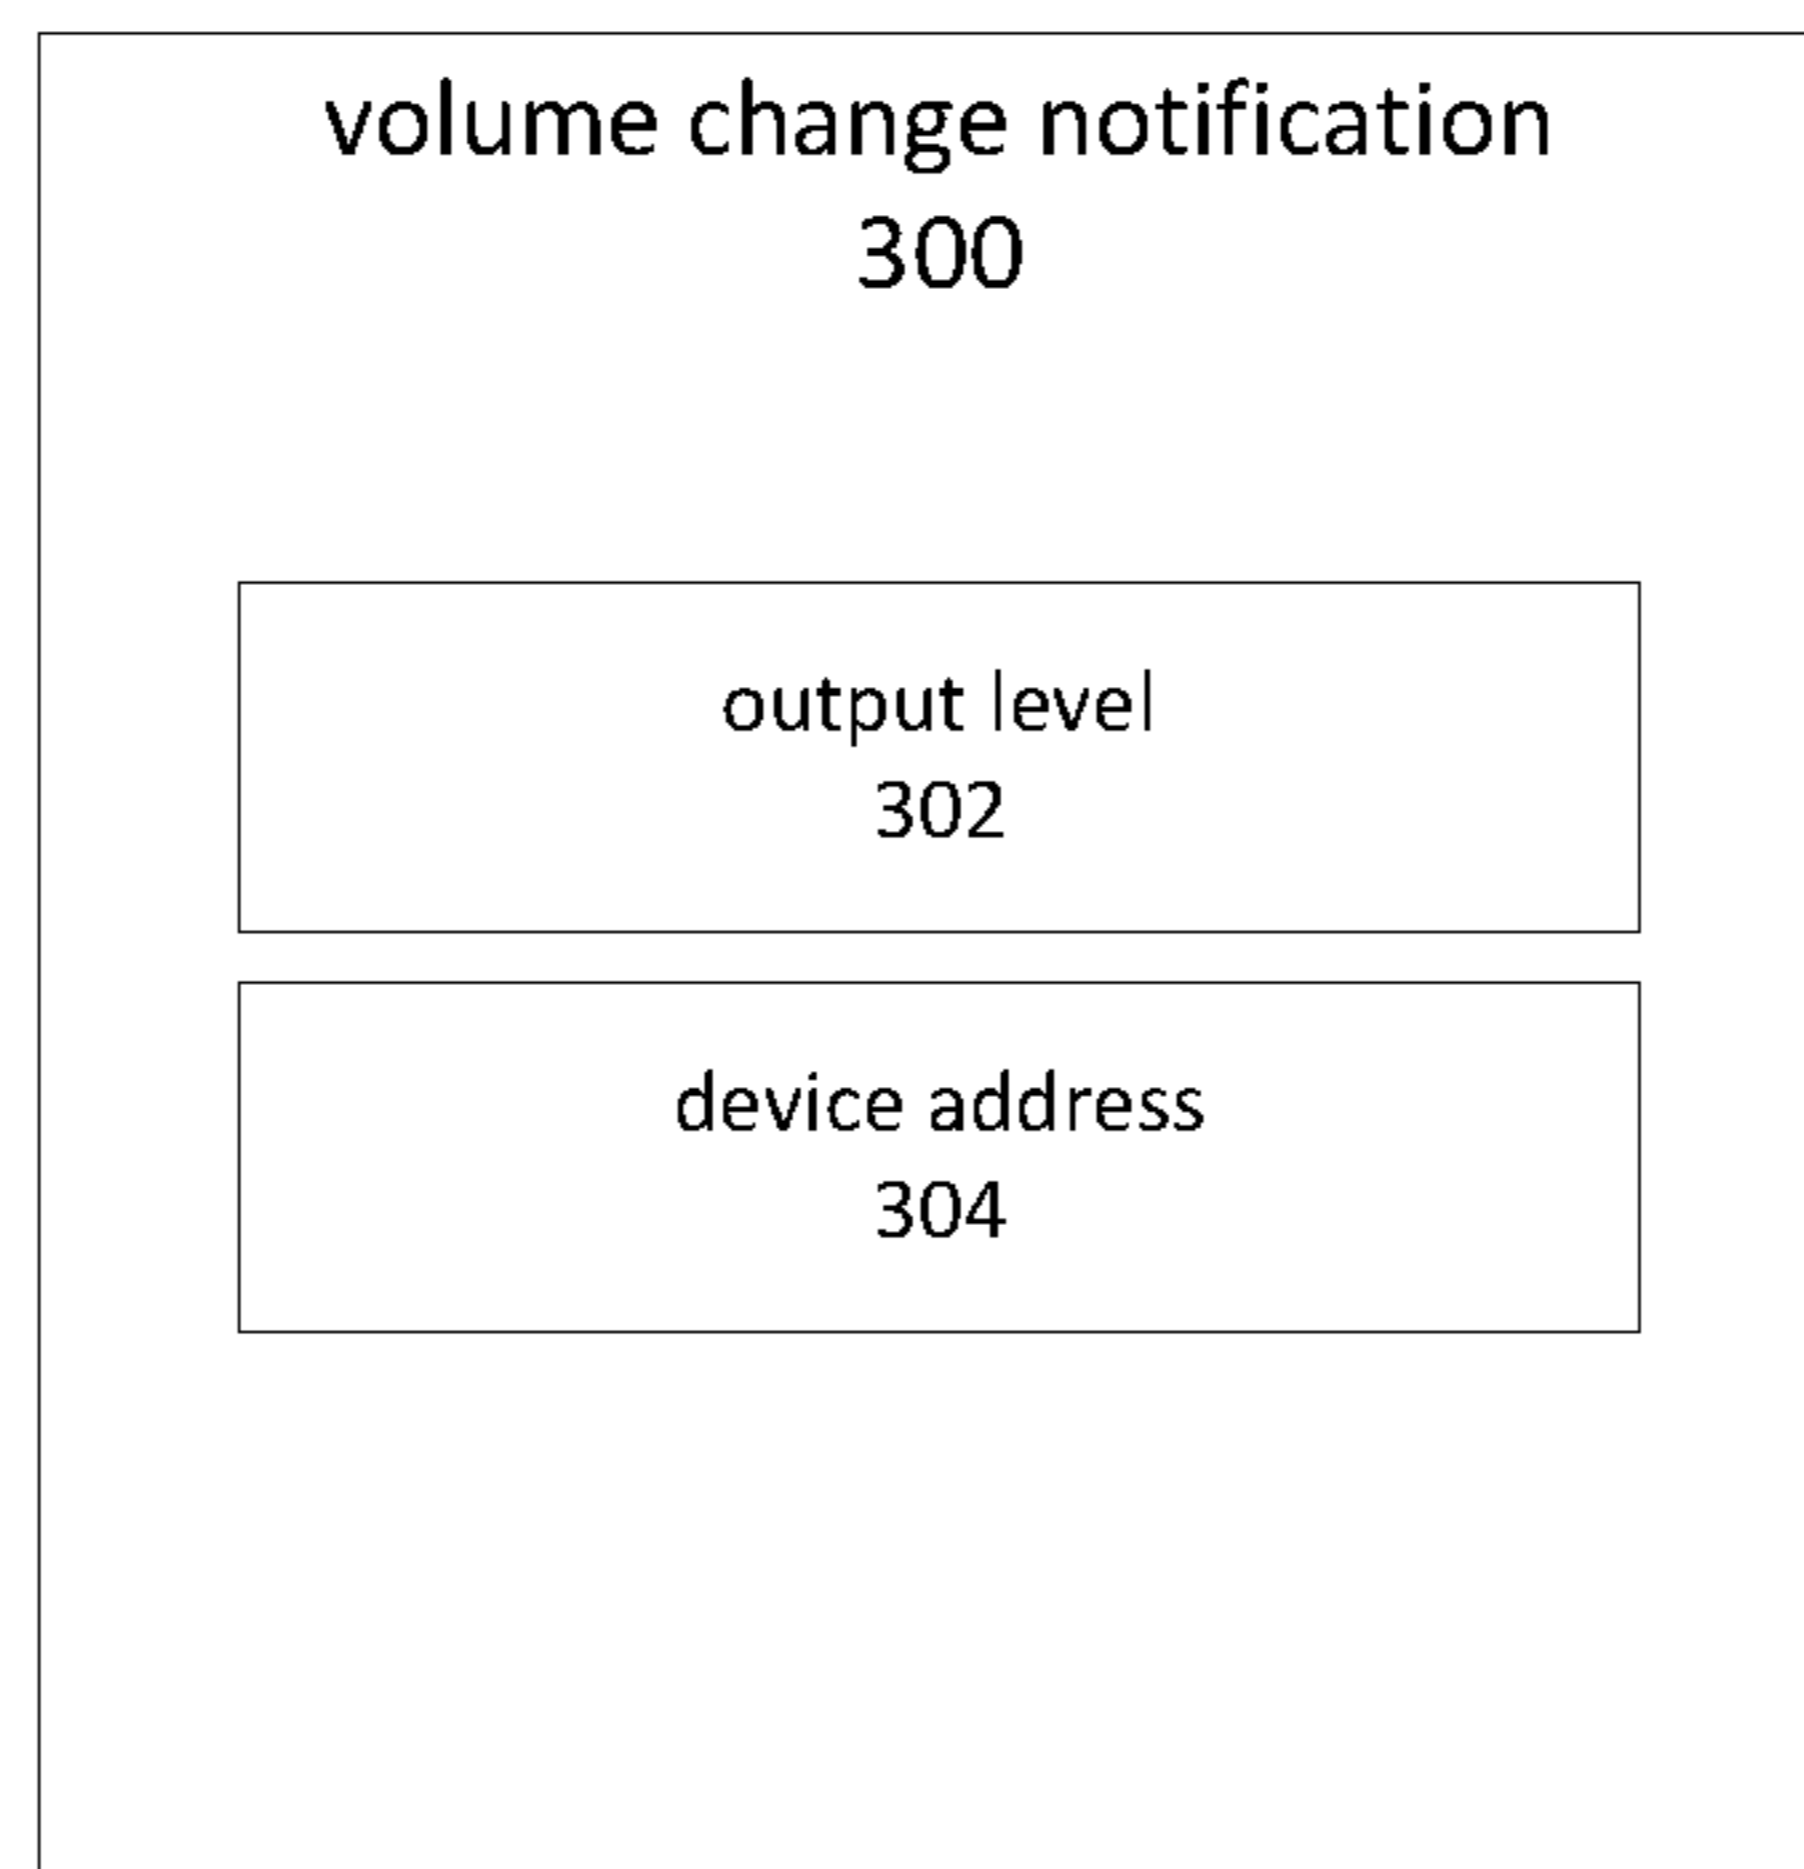 volume change notification
300
output level
302
device address
304